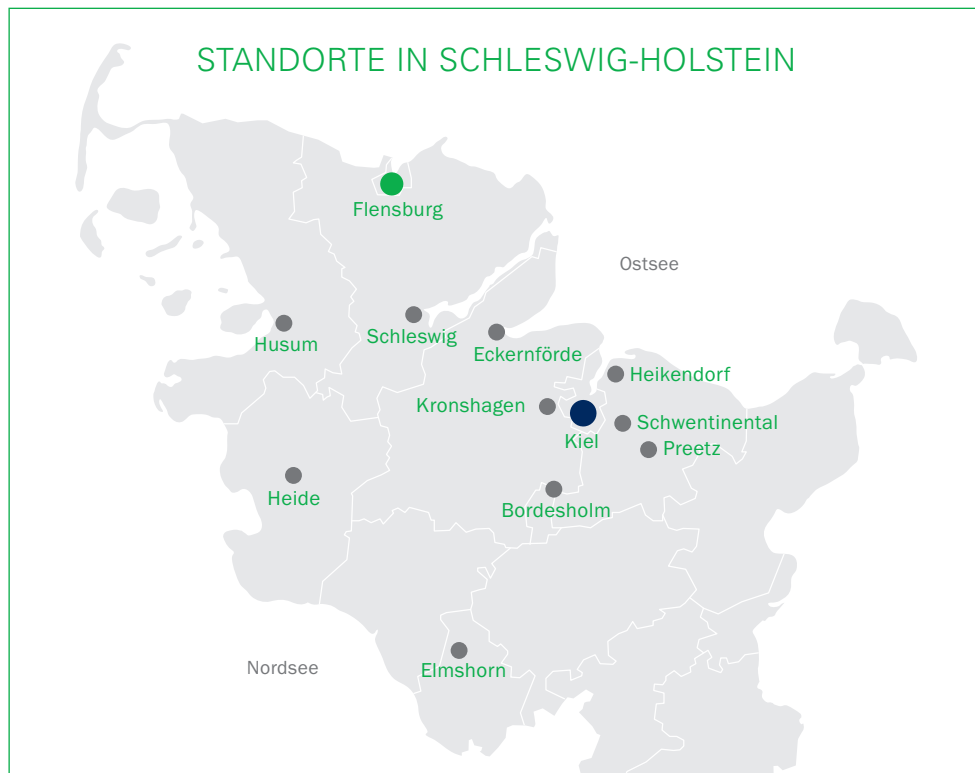 STANDORTE IN SCHLESWIG-HOLSTEIN
Flensburg
Ostsee
Husum
Schleswig
Eckernförde
Heikendorf
Kronshagen
Kiel
Schwentinental
Preetz
Heide
Bordesholm
Nordsee
Elmshorn